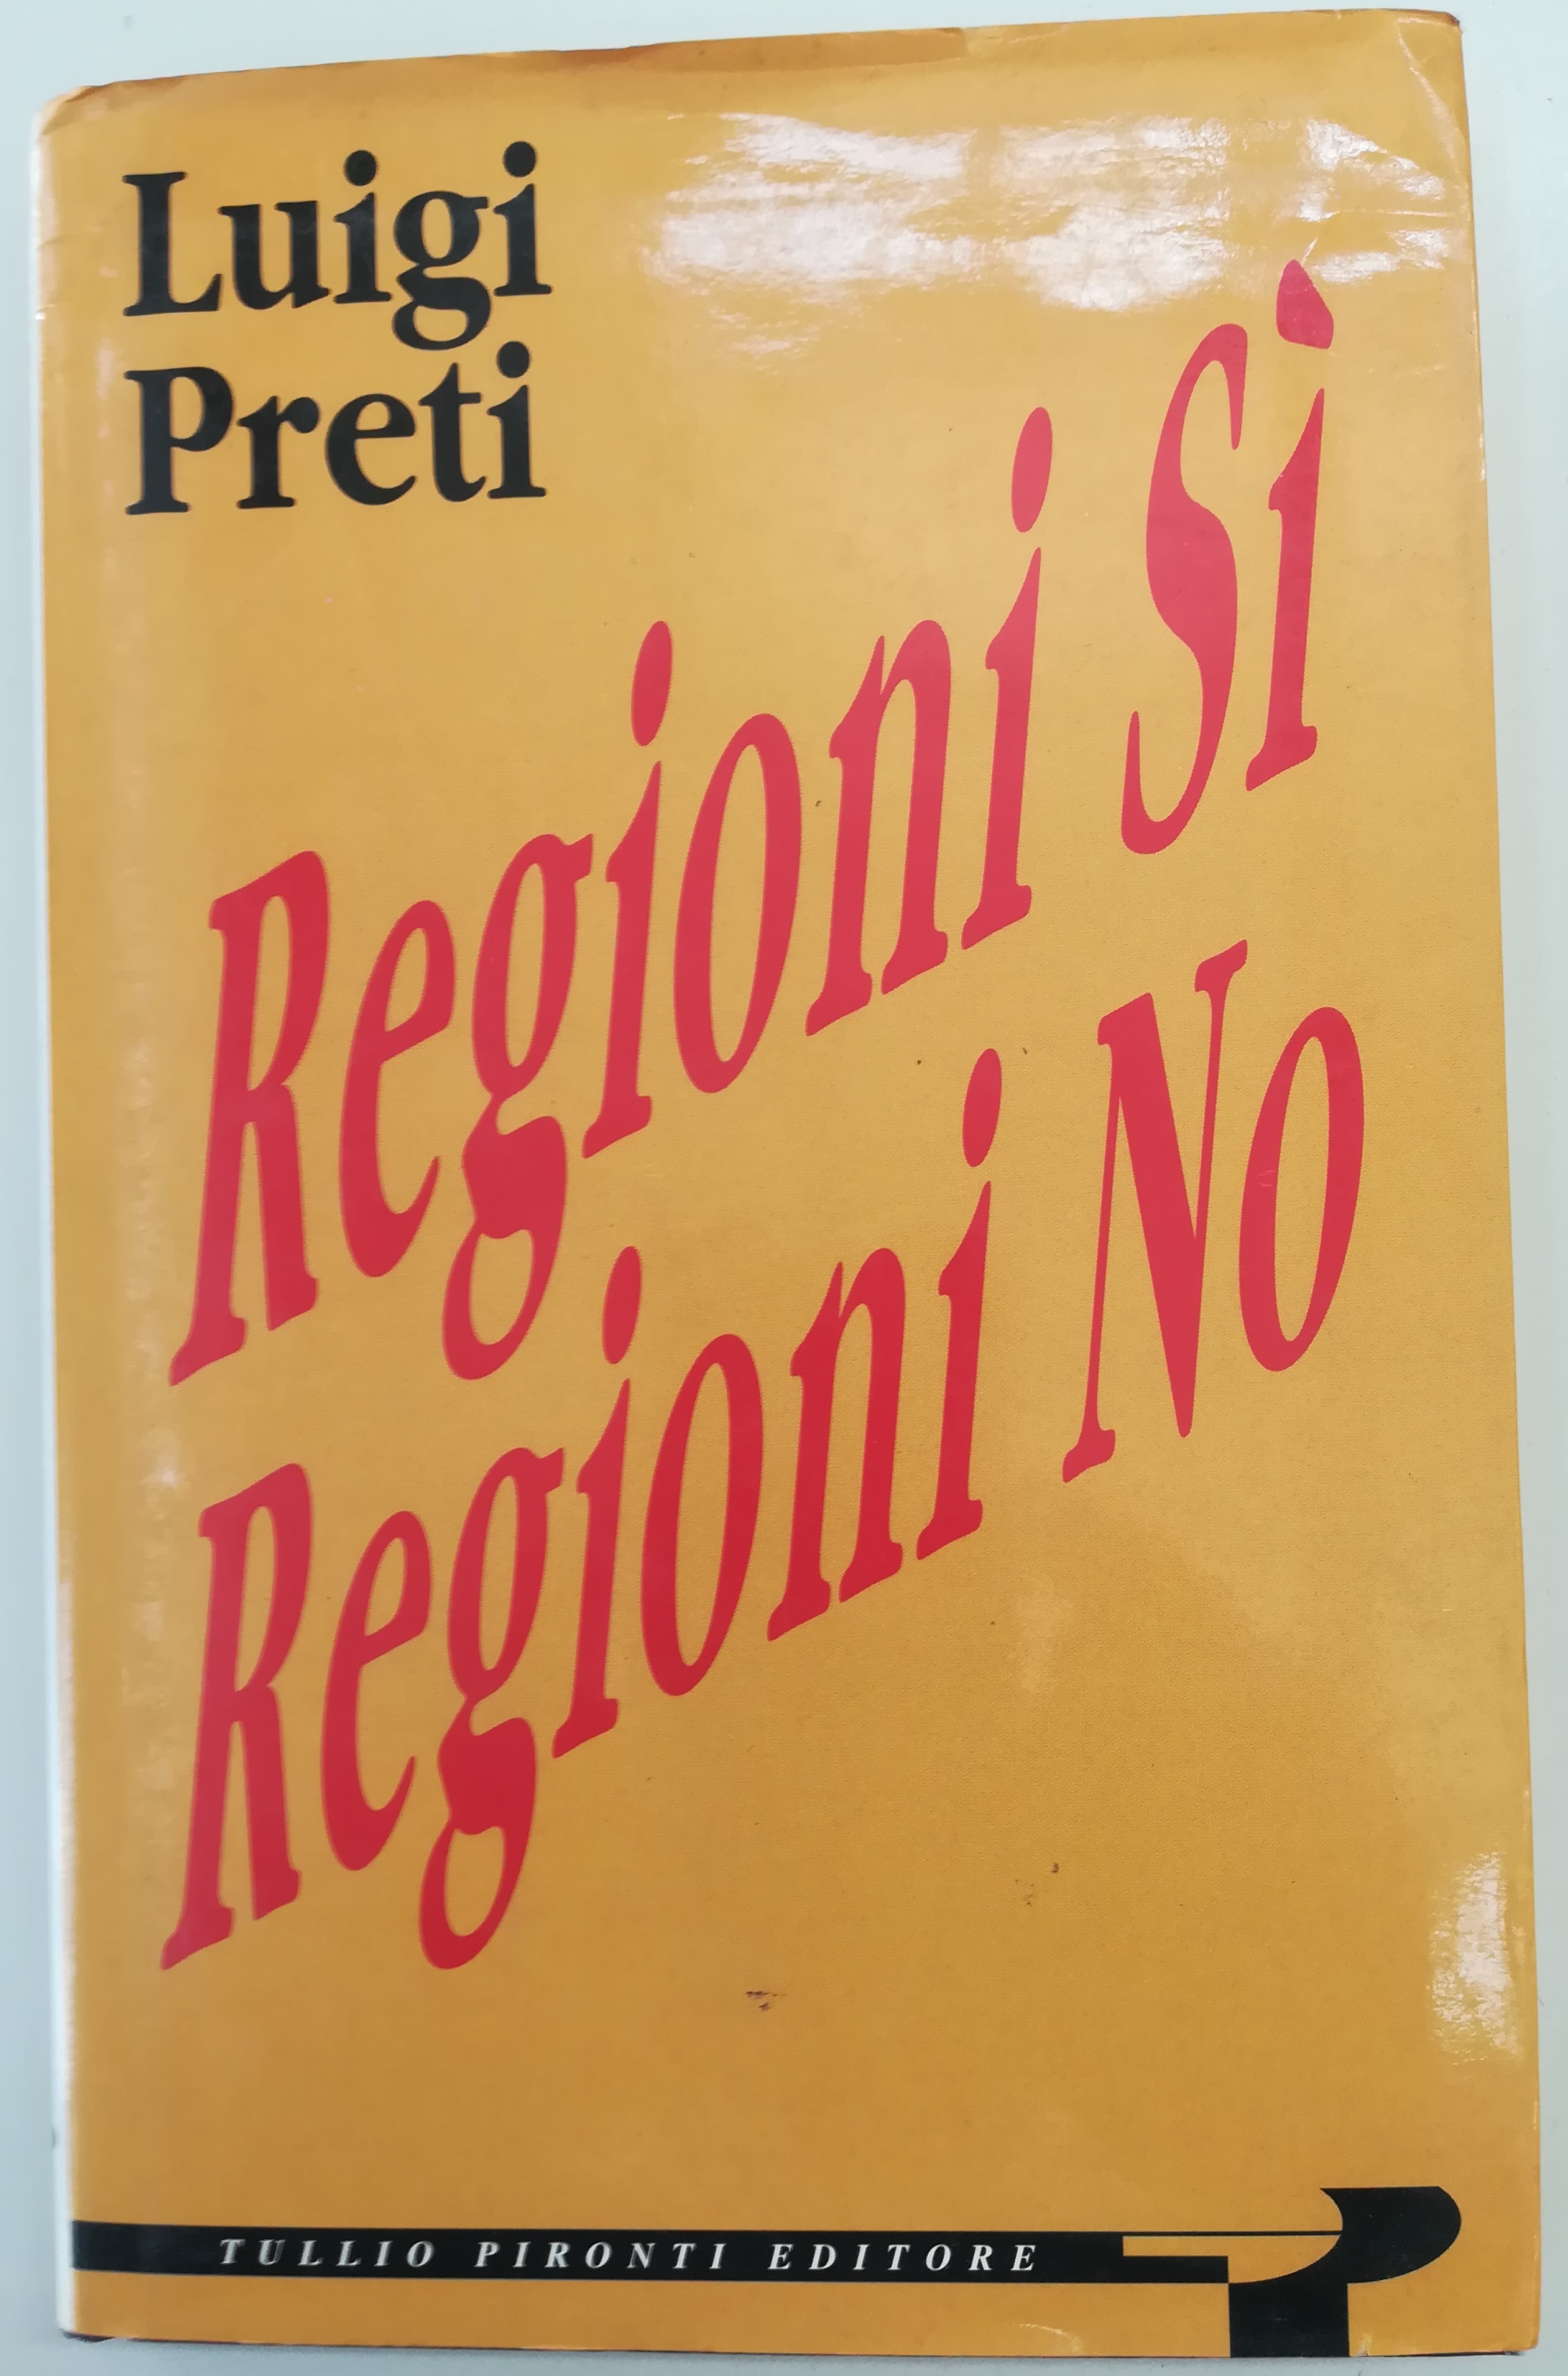 Luigi
Preti
Regioni Sì
Regioni No
TULLIO PIRONTI EDITORE